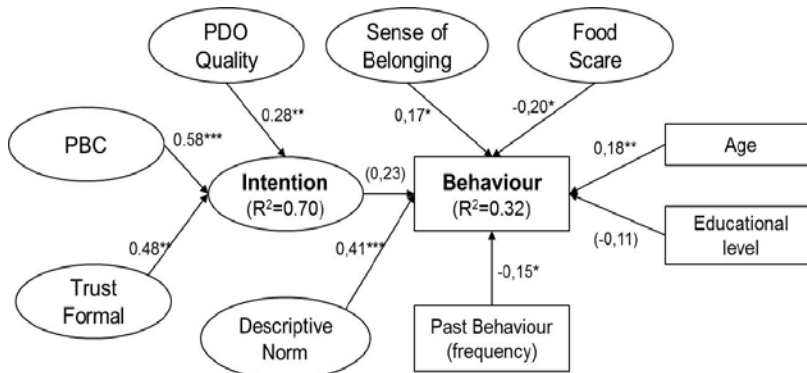 PDO
Quality
Sense of
Belonging
Food
Scare
0.28**
0,17*
-0,20*
PBC
0.58***
Intention
(R²=0.70)
(0,23)
Behaviour
(R²=0.32)
0,18**
Age
0.48**
Trust
Formal
0,41***
Descriptive
Norm
-0,15*
Past Behaviour
(frequency)
(-0,11)
Educational
level